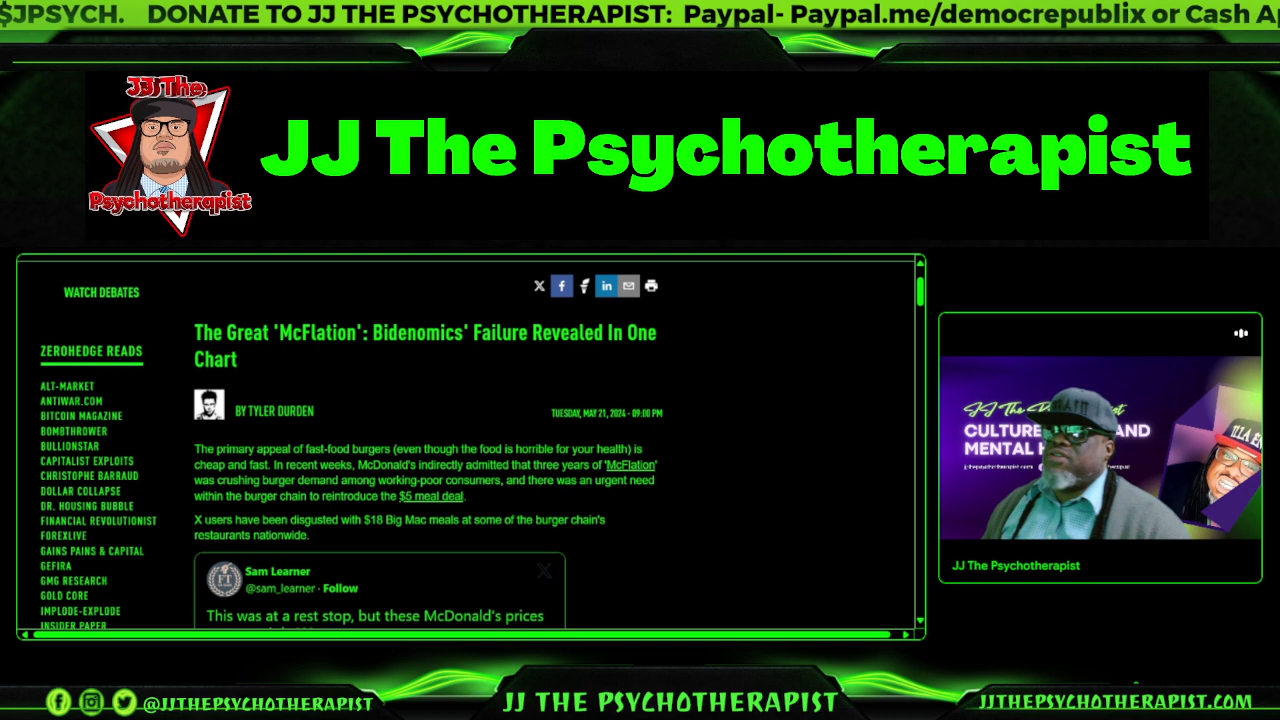 $JPSYCH. DONATE TO JJ THE PSYCHOTHERAPIST: Paypal- Paypal.me/democrepublix or Cash A
JJ The
Psychotherapist
JJ The Psychotherapist
WATCH DEBATES
ZEROHEDGE READS
ALT-MARKET
ANTIWAR.COM
BITCOIN MAGAZINE
BOMBTHROWER
BULLIONSTAR
CAPITALIST EXPLOITS
CHRISTOPHE BARRAUD
DOLLAR COLLAPSE
DR. HOUSING BUBBLE
FINANCIAL REVOLUTIONIST
FOREXLIVE
GAINS PAINS & CAPITAL
GEFIRA
GMG RESEARCH
GOLD CORE
IMPLODE-EXPLODE
INSIDER PAPER
The Great 'McFlation': Bidenomics' Failure Revealed In One
Chart
BY TYLER DURDEN
TUESDAY, MAY 21, 2024 - 09:00 PM
The primary appeal of fast-food burgers (even though the food is horrible for your health) is
cheap and fast. In recent weeks, McDonald's indirectly admitted that three years of 'McFlation'
was crushing burger demand among working-poor consumers, and there was an urgent need
within the burger chain to reintroduce the $5 meal deal.
X users have been disgusted with $18 Big Mac meals at some of the burger chain's
restaurants nationwide.
FT
Sam Learner
@sam_learner · Follow
This was at a rest stop, but these McDonald's prices
JJ The
CULTURE AND
MENTAL H
JJ The Psychotherapist
@JJTHEPSYCHOTHERAPIST
JJ THE PSYCHOTHERAPIST
JJTHEPSYCHOTHERAPIST.COM